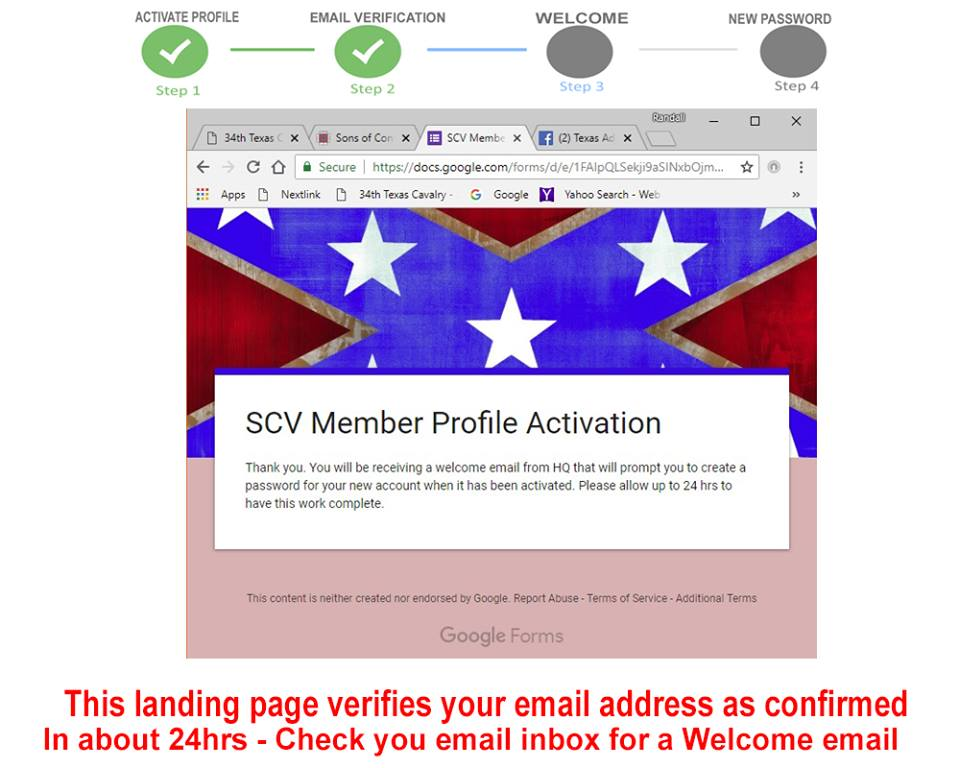 ACTIVATE PROFILE EMAIL VERIFICATION WELCOME NEW PASSWORD
Step 1 Step 2 Step 3 Step 4
Randall
34th Texas C Sons of Con SCV Membe (2) Texas Ad
Secure https://docs.google.com/forms/d/e/1FAIpQLSekji9aSINxbOjm...
Apps Nextlink 34th Texas Cavalry - G Google Y Yahoo Search - Web »
SCV Member Profile Activation
Thank you. You will be receiving a welcome email from HQ that will prompt you to create a
password for your new account when it has been activated. Please allow up to 24 hrs to
have this work complete.
This content is neither created nor endorsed by Google. Report Abuse - Terms of Service - Additional Terms
Google Forms
This landing page verifies your email address as confirmed
In about 24hrs - Check you email inbox for a Welcome email